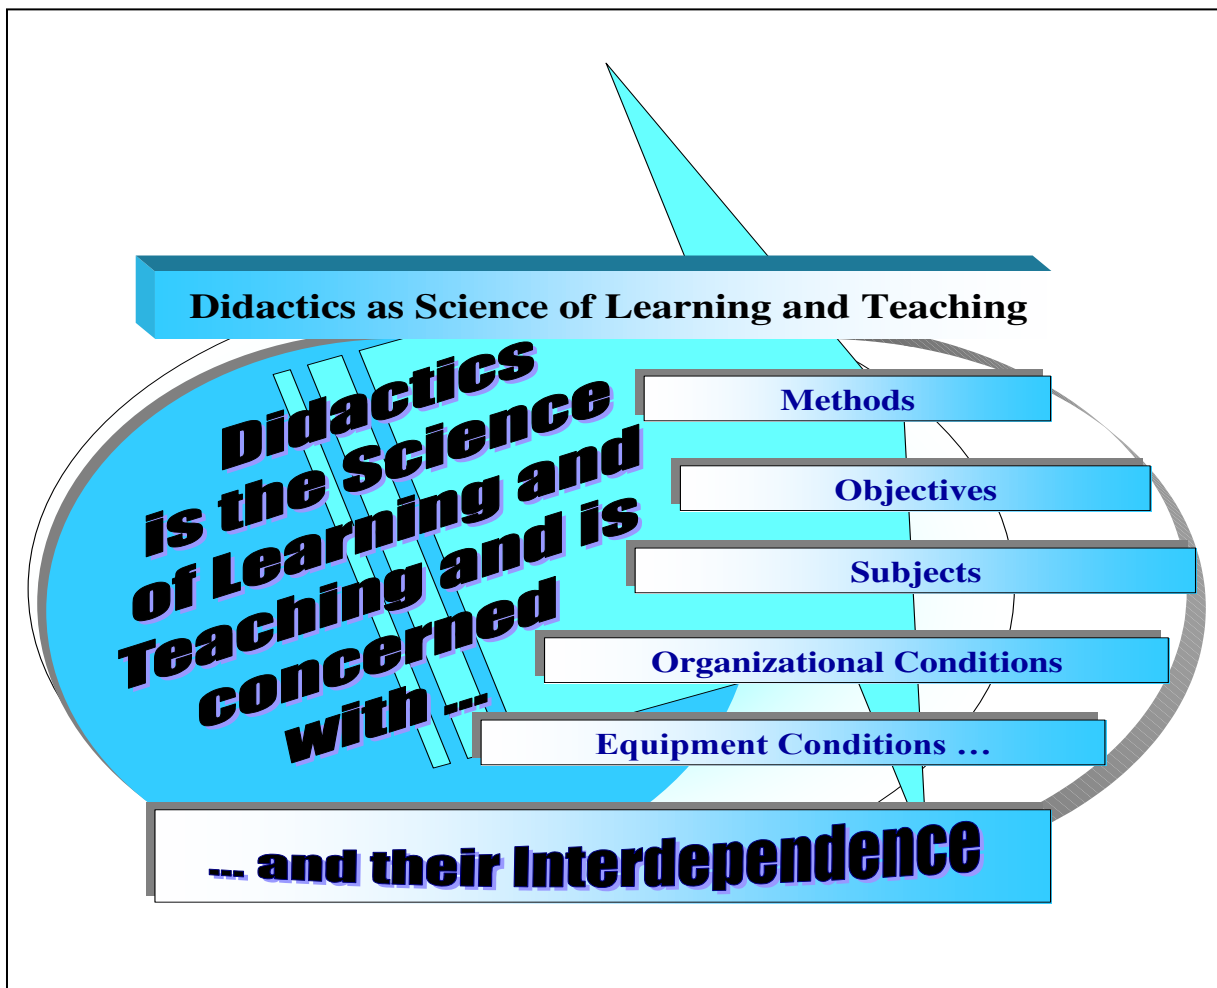 Didactics as Science of Learning and Teaching
Didactics
is the Science
of Learning and
Teaching and is
concerned
with ...
Methods
Objectives
Subjects
Organizational Conditions
Equipment Conditions …
... and their Interdependence